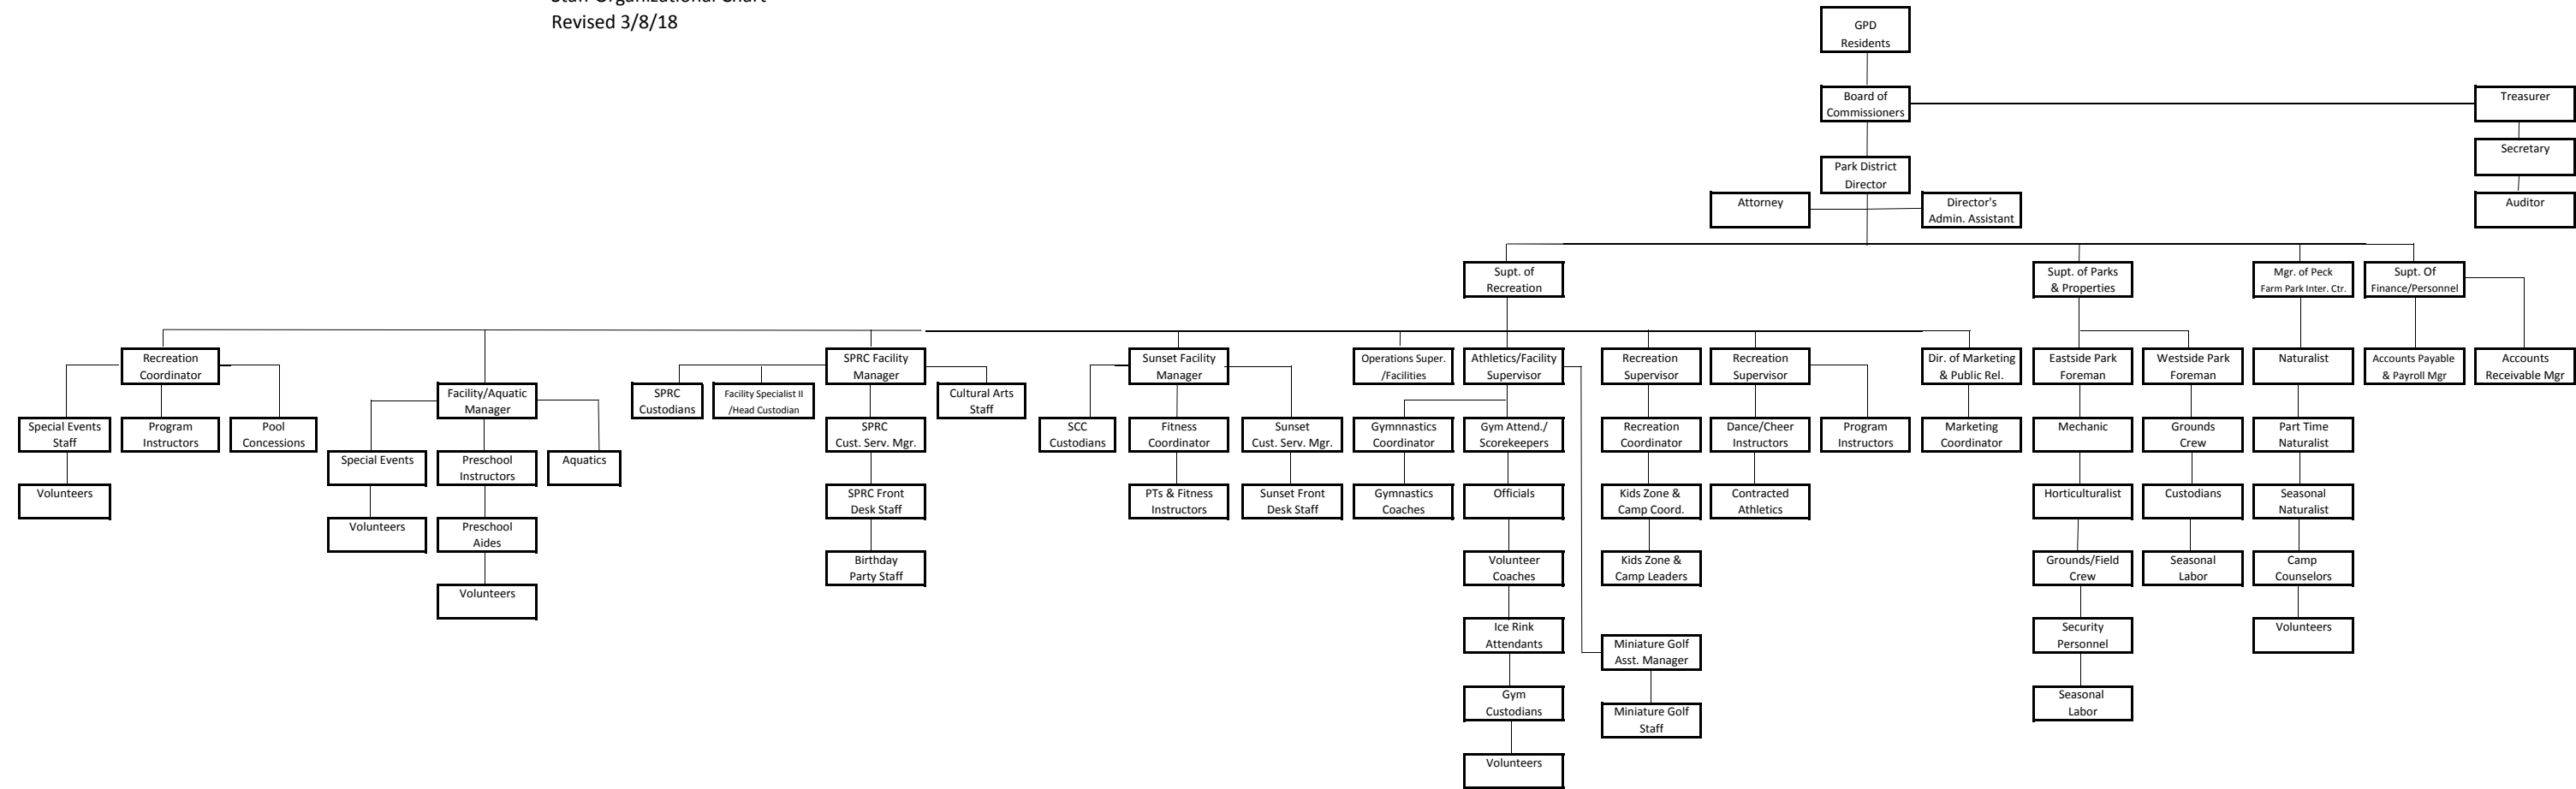 Staff Organizational Chart
Revised 3/8/18
GPD
Residents
Board of
Commissioners
Treasurer
Secretary
Park District
Director
Attorney
Director's
Admin. Assistant
Auditor
Supt. of
Recreation
Supt. of Parks
& Properties
Mgr. of Peck
Farm Park Inter. Ctr.
Supt. Of
Finance/Personnel
Recreation
Coordinator
Facility/Aquatic
Manager
SPRC Facility
Manager
Sunset Facility
Manager
Operations Super.
/Facilities
Athletics/Facility
Supervisor
Recreation
Supervisor
Recreation
Supervisor
Dir. of Marketing
& Public Rel.
Eastside Park
Foreman
Westside Park
Foreman
Naturalist
Accounts Payable
& Payroll Mgr
Accounts
Receivable Mgr
SPRC
Custodians
Facility Specialist II
/Head Custodian
Cultural Arts
Staff
Special Events
Staff
Program
Instructors
Pool
Concessions
SPRC
Cust. Serv. Mgr.
SCC
Custodians
Fitness
Coordinator
Sunset
Cust. Serv. Mgr.
Gymnnastics
Coordinator
Gym Attend./
Scorekeepers
Recreation
Coordinator
Dance/Cheer
Instructors
Program
Instructors
Marketing
Coordinator
Mechanic
Grounds
Crew
Part Time
Naturalist
Special Events
Preschool
Instructors
Aquatics
Volunteers
SPRC Front
Desk Staff
PTs & Fitness
Instructors
Sunset Front
Desk Staff
Gymnastics
Coaches
Officials
Kids Zone &
Camp Coord.
Contracted
Athletics
Horticulturalist
Custodians
Seasonal
Naturalist
Volunteers
Preschool
Aides
Birthday
Party Staff
Volunteer
Coaches
Kids Zone &
Camp Leaders
Grounds/Field
Crew
Seasonal
Labor
Camp
Counselors
Volunteers
Ice Rink
Attendants
Miniature Golf
Asst. Manager
Security
Personnel
Volunteers
Gym
Custodians
Miniature Golf
Staff
Seasonal
Labor
Volunteers